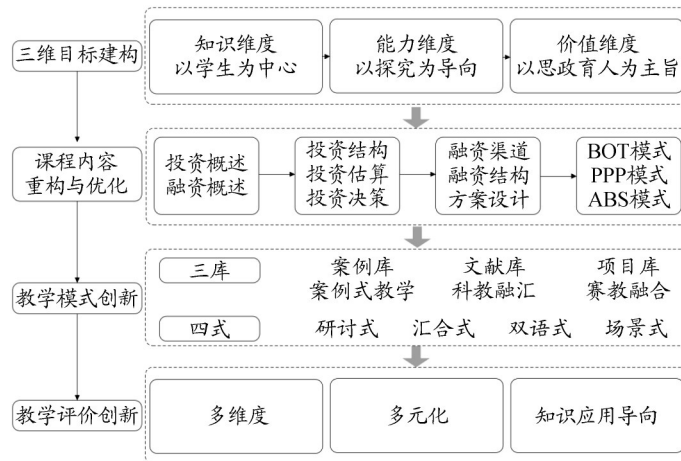 三维目标建构
知识维度
以学生为中心
能力维度
以探究为导向
价值维度
以思政育人为主旨
课程内容
重构与优化
投资概述
融资概述
投资结构
投资估算
投资决策
融资渠道
融资结构
方案设计
BOT模式
PPP模式
ABS模式
教学模式创新
三库
案例库
案例式教学
文献库
科教融汇
项目库
赛教融合
四式
研讨式
汇合式
双语式
场景式
教学评价创新
多维度
多元化
知识应用导向